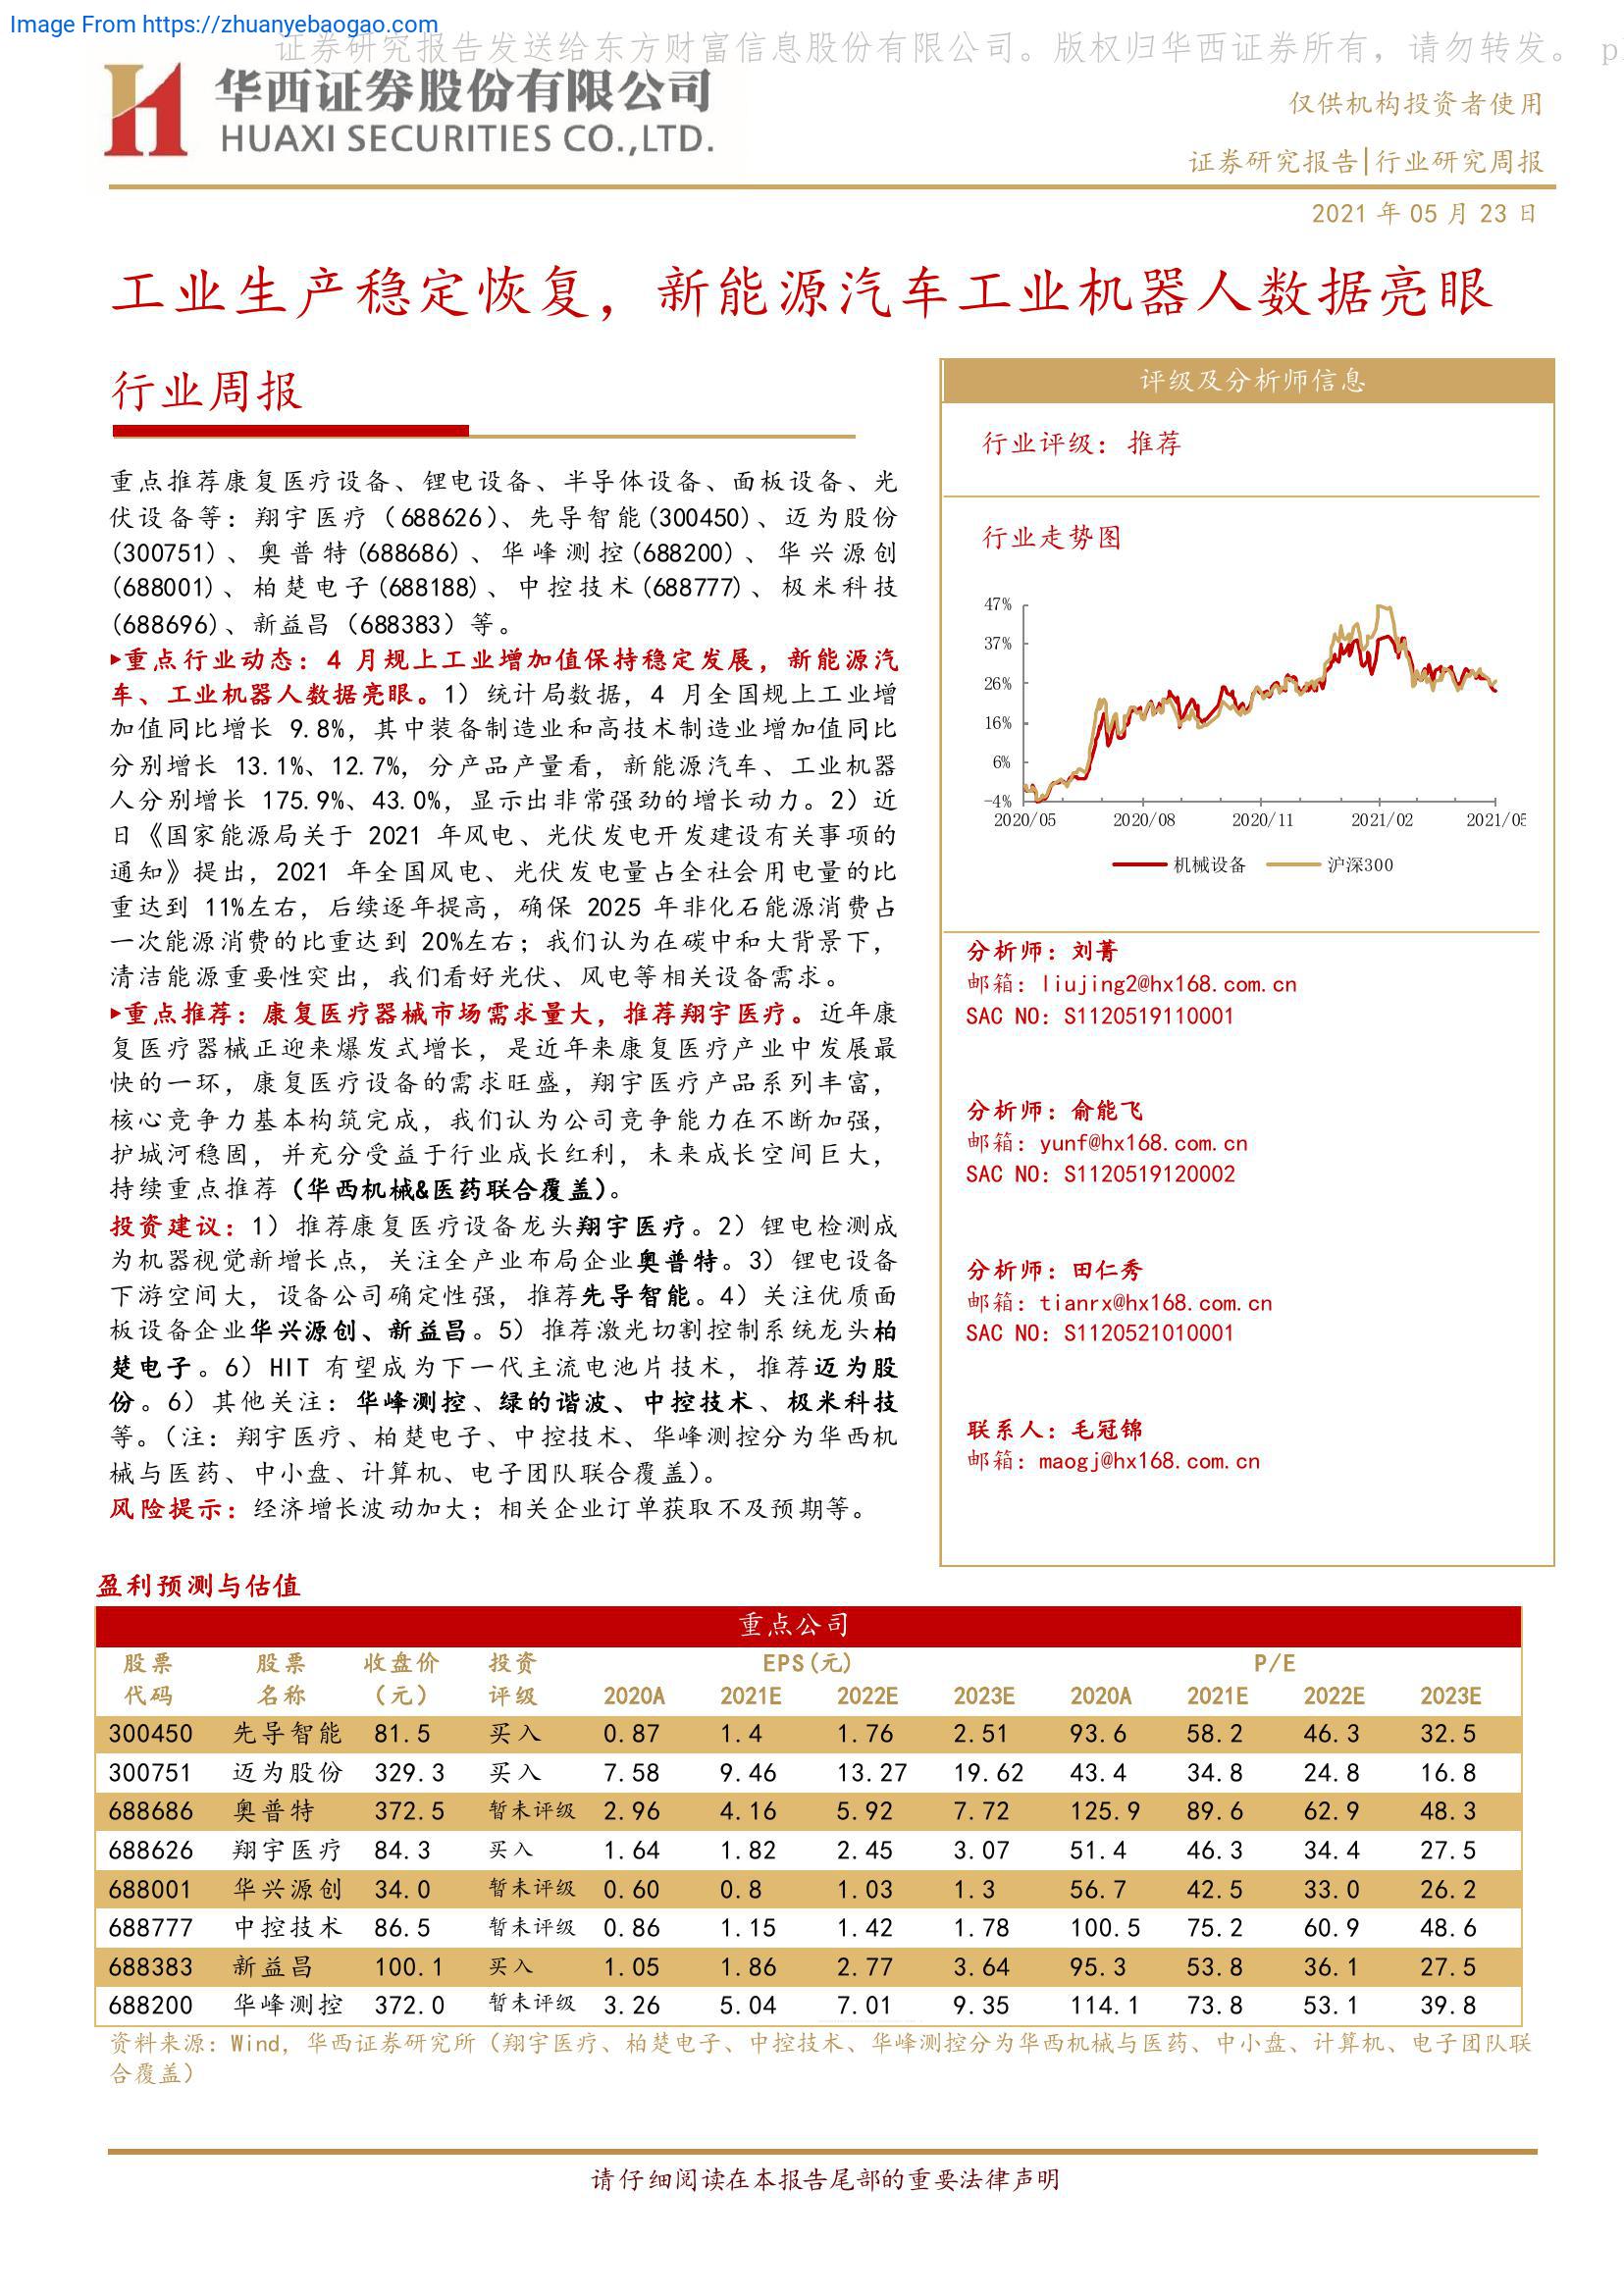 Image From https://zhuanyebaogao.com
证券研究报告发送给东方财富信息股份有限公司。版权归华西证券所有，请勿转发。 p
华西证券股份有限公司
HUAXI SECURITIES CO.,LTD.
仅供机构投资者使用
证券研究报告|行业研究周报
2021 年 05 月 23 日
工业生产稳定恢复，新能源汽车工业机器人数据亮眼
行业周报
重点推荐康复医疗设备、锂电设备、半导体设备、面板设备、光
伏设备等：翔宇医疗（688626）、先导智能(300450)、迈为股份
(300751)、奥普特(688686)、华峰测控(688200)、华兴源创
(688001)、柏楚电子(688188)、中控技术(688777)、极米科技
(688696)、新益昌（688383）等。
▶重点行业动态：4 月规上工业增加值保持稳定发展，新能源汽
车、工业机器人数据亮眼。1）统计局数据，4 月全国规上工业增
加值同比增长 9.8%，其中装备制造业和高技术制造业增加值同比
分别增长 13.1%、12.7%，分产品产量看，新能源汽车、工业机器
人分别增长 175.9%、43.0%，显示出非常强劲的增长动力。2）近
日《国家能源局关于 2021 年风电、光伏发电开发建设有关事项的
通知》提出，2021 年全国风电、光伏发电量占全社会用电量的比
重达到 11%左右，后续逐年提高，确保 2025 年非化石能源消费占
一次能源消费的比重达到 20%左右；我们认为在碳中和大背景下，
清洁能源重要性突出，我们看好光伏、风电等相关设备需求。
▶重点推荐：康复医疗器械市场需求量大，推荐翔宇医疗。近年康
复医疗器械正迎来爆发式增长，是近年来康复医疗产业中发展最
快的一环，康复医疗设备的需求旺盛，翔宇医疗产品系列丰富，
核心竞争力基本构筑完成，我们认为公司竞争能力在不断加强，
护城河稳固，并充分受益于行业成长红利，未来成长空间巨大，
持续重点推荐（华西机械&医药联合覆盖）。
投资建议：1）推荐康复医疗设备龙头翔宇医疗。2）锂电检测成
为机器视觉新增长点，关注全产业布局企业奥普特。3）锂电设备
下游空间大，设备公司确定性强，推荐先导智能。4）关注优质面
板设备企业华兴源创、新益昌。5）推荐激光切割控制系统龙头柏
楚电子。6）HIT 有望成为下一代主流电池片技术，推荐迈为股
份。6）其他关注：华峰测控、绿的谐波、中控技术、极米科技
等。（注：翔宇医疗、柏楚电子、中控技术、华峰测控分为华西机
械与医药、中小盘、计算机、电子团队联合覆盖）。
风险提示：经济增长波动加大；相关企业订单获取不及预期等。
评级及分析师信息
行业评级：推荐
行业走势图
47%
37%
26%
16%
6%
-4%
2020/05 2020/08 2020/11 2021/02 2021/05
机械设备 沪深300
分析师：刘菁
邮箱：liujing2@hx168.com.cn
SAC NO：S1120519110001
分析师：俞能飞
邮箱：yunf@hx168.com.cn
SAC NO：S1120519120002
分析师：田仁秀
邮箱：tianrx@hx168.com.cn
SAC NO：S1120521010001
联系人：毛冠锦
邮箱：maogj@hx168.com.cn
盈利预测与估值
重点公司
股票 股票 收盘价 投资 EPS(元) P/E
代码 名称 （元） 评级 2020A 2021E 2022E 2023E 2020A 2021E 2022E 2023E
300450 先导智能 81.5 买入 0.87 1.4 1.76 2.51 93.6 58.2 46.3 32.5
300751 迈为股份 329.3 买入 7.58 9.46 13.27 19.62 43.4 34.8 24.8 16.8
688686 奥普特 372.5 暂未评级 2.96 4.16 5.92 7.72 125.9 89.6 62.9 48.3
688626 翔宇医疗 84.3 买入 1.64 1.82 2.45 3.07 51.4 46.3 34.4 27.5
688001 华兴源创 34.0 暂未评级 0.60 0.8 1.03 1.3 56.7 42.5 33.0 26.2
688777 中控技术 86.5 暂未评级 0.86 1.15 1.42 1.78 100.5 75.2 60.9 48.6
688383 新益昌 100.1 买入 1.05 1.86 2.77 3.64 95.3 53.8 36.1 27.5
688200 华峰测控 372.0 暂未评级 3.26 5.04 7.01 9.35 114.1 73.8 53.1 39.8
资料来源：Wind, 华西证券研究所（翔宇医疗、柏楚电子、中控技术、华峰测控分为华西机械与医药、中小盘、计算机、电子团队联
合覆盖）
请仔细阅读在本报告尾部的重要法律声明